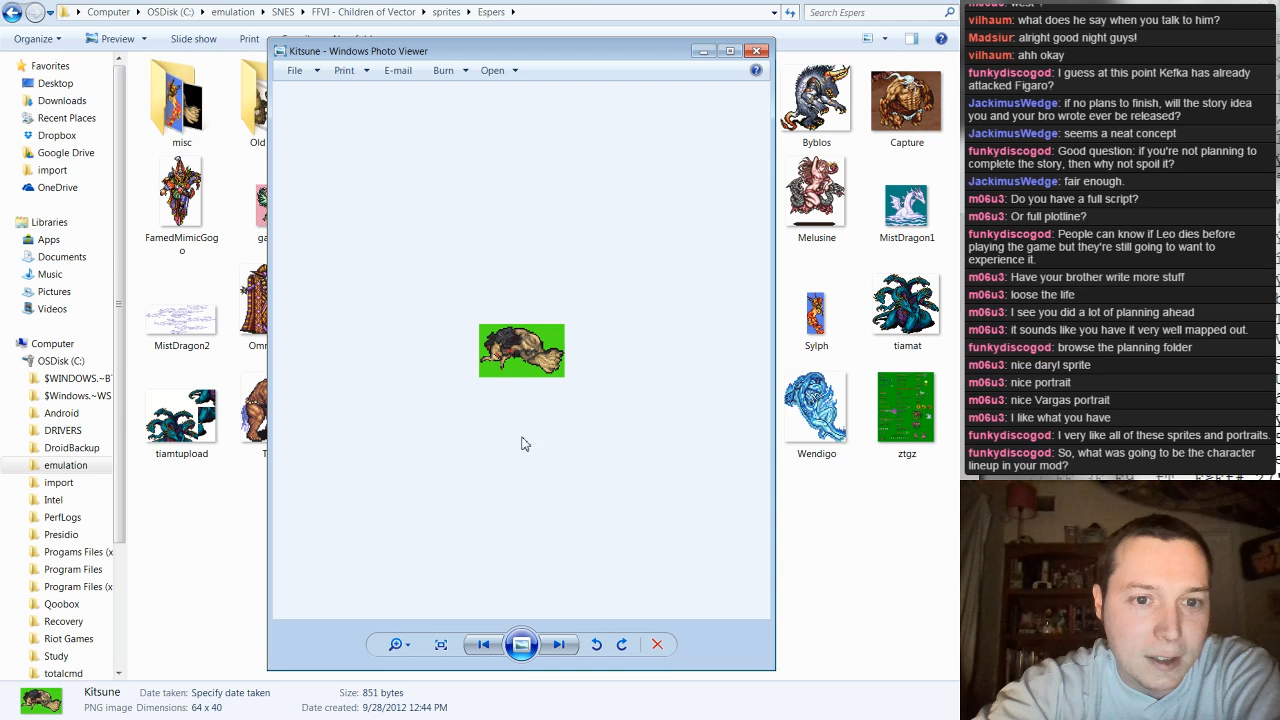 Computer ▸ OSDisk (C:) ▸ emulation ▸ SNES ▸ FFVI - Children of Vector ▸ sprites ▸ Espers ▸
Search Espers
Organize
Preview
Slide show
Print
Favorites
Desktop
Downloads
Recent Places
Dropbox
Google Drive
import
OneDrive
Libraries
Apps
Documents
Music
Pictures
Videos
Computer
OSDisk (C:)
$WINDOWS.~BT
$Windows.~WS
Android
DRIVERS
DroidBackup
emulation
import
Intel
PerfLogs
Presidio
Progams Files (x
Program Files
Program Files (x
Qoobox
Recovery
Riot Games
Study
totalcmd
misc
Old
FamedMimicGog
o
ga
MistDragon2
Omr
tiamtupload
T
Kitsune - Windows Photo Viewer
File
Print
E-mail
Burn
Open
Byblos
Capture
Melusine
MistDragon1
Sylph
tiamat
Wendigo
ztgz
Kitsune
PNG image
Date taken: Specify date taken
Dimensions: 64 x 40
Size: 851 bytes
Date created: 9/28/2012 12:44 PM
vilhaum: what does he say when you talk to him?
Madsiur: alright good night guys!
vilhaum: ahh okay
funkydiscogod: I guess at this point Kefka has already
attacked Figaro?
JackimusWedge: if no plans to finish, will the story idea
you and your bro wrote ever be released?
JackimusWedge: seems a neat concept
funkydiscogod: Good question: if you're not planning to
complete the story, then why not spoil it?
JackimusWedge: fair enough.
m06u3: Do you have a full script?
m06u3: Or full plotline?
funkydiscogod: People can know if Leo dies before
playing the game but they're still going to want to
experience it.
m06u3: Have your brother write more stuff
m06u3: loose the life
m06u3: I see you did a lot of planning ahead
m06u3: it sounds like you have it very well mapped out.
funkydiscogod: browse the planning folder
m06u3: nice daryl sprite
m06u3: nice portrait
m06u3: nice Vargas portrait
m06u3: I like what you have
funkydiscogod: I very like all of these sprites and portraits.
funkydiscogod: So, what was going to be the character
lineup in your mod?